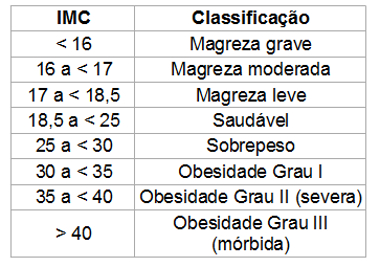 IMC Classificação
< 16 Magreza grave
16 a < 17 Magreza moderada
17 a < 18,5 Magreza leve
18,5 a < 25 Saudável
25 a < 30 Sobrepeso
30 a < 35 Obesidade Grau I
35 a < 40 Obesidade Grau II (severa)
> 40 Obesidade Grau III
(mórbida)